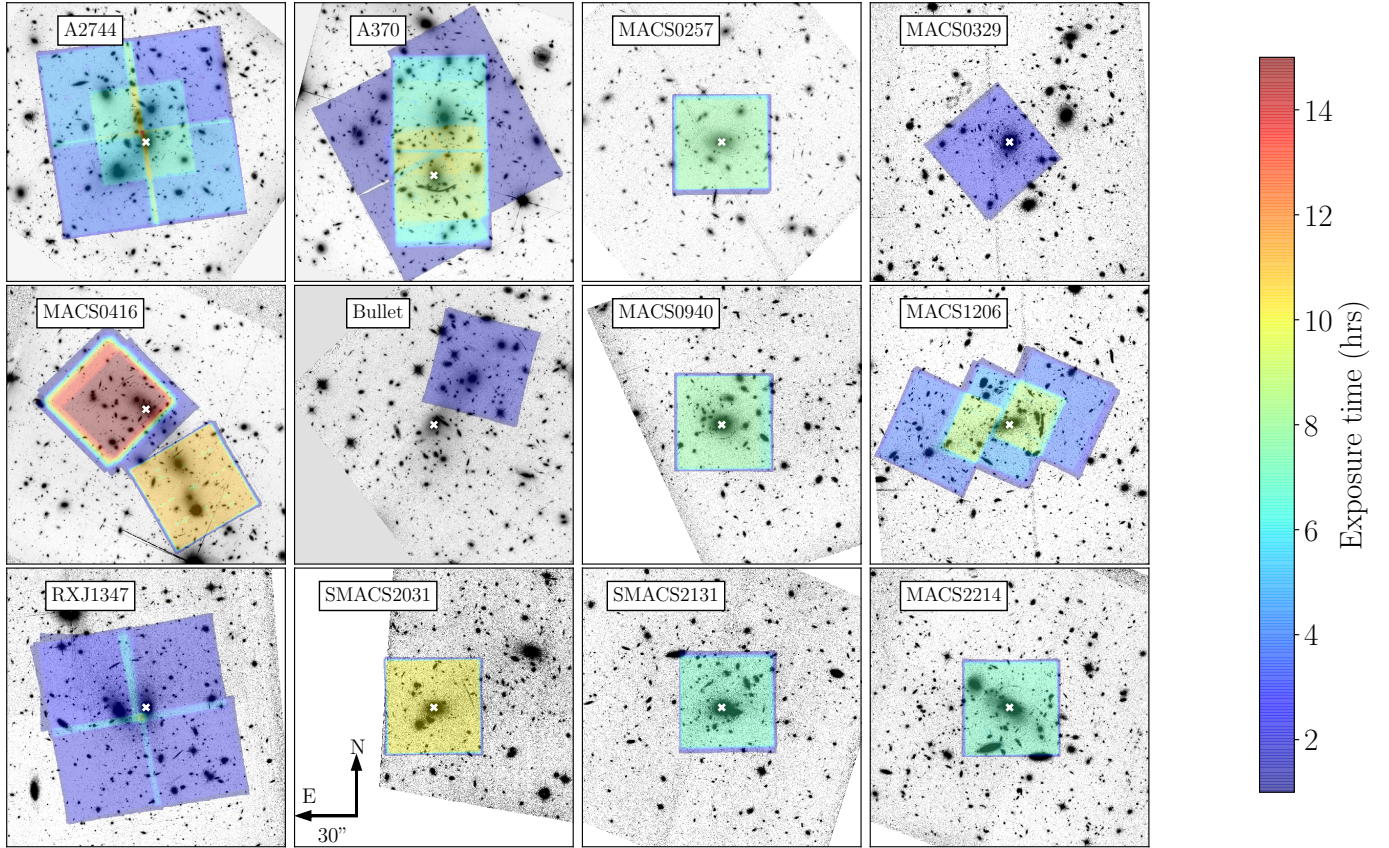 A2744
A370
MACS0257
MACS0329
MACS0416
Bullet
MACS0940
MACS1206
RXJ1347
SMACS2031
SMACS2131
MACS2214
N
E
30”
14
12
10
8
6
4
2
Exposure time (hrs)